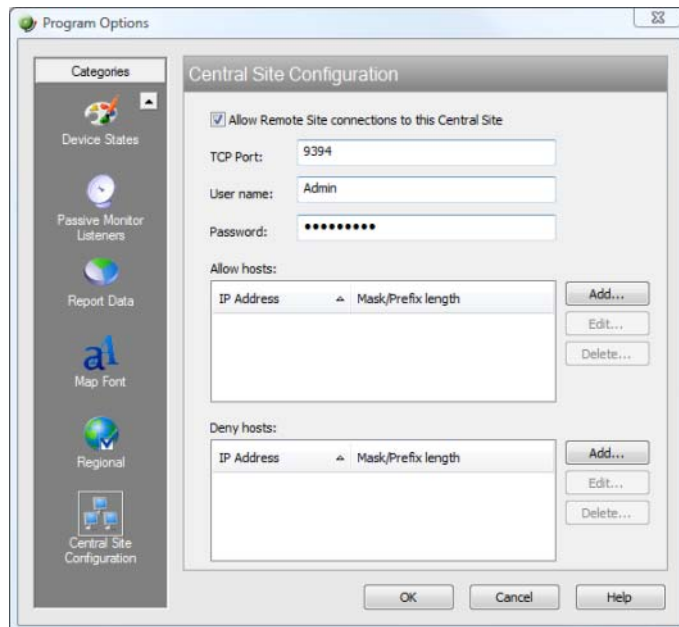 Program Options
Categories
Device States
Passive Monitor
Listeners
Report Data
Map Font
Regional
Central Site
Configuration
Central Site Configuration
Allow Remote Site connections to this Central Site
TCP Port:
9394
User name:
Admin
Password:
•••••••••
Allow hosts:
IP Address
Mask/Prefix length
Add...
Edit...
Delete...
Deny hosts:
IP Address
Mask/Prefix length
Add...
Edit...
Delete...
OK
Cancel
Help